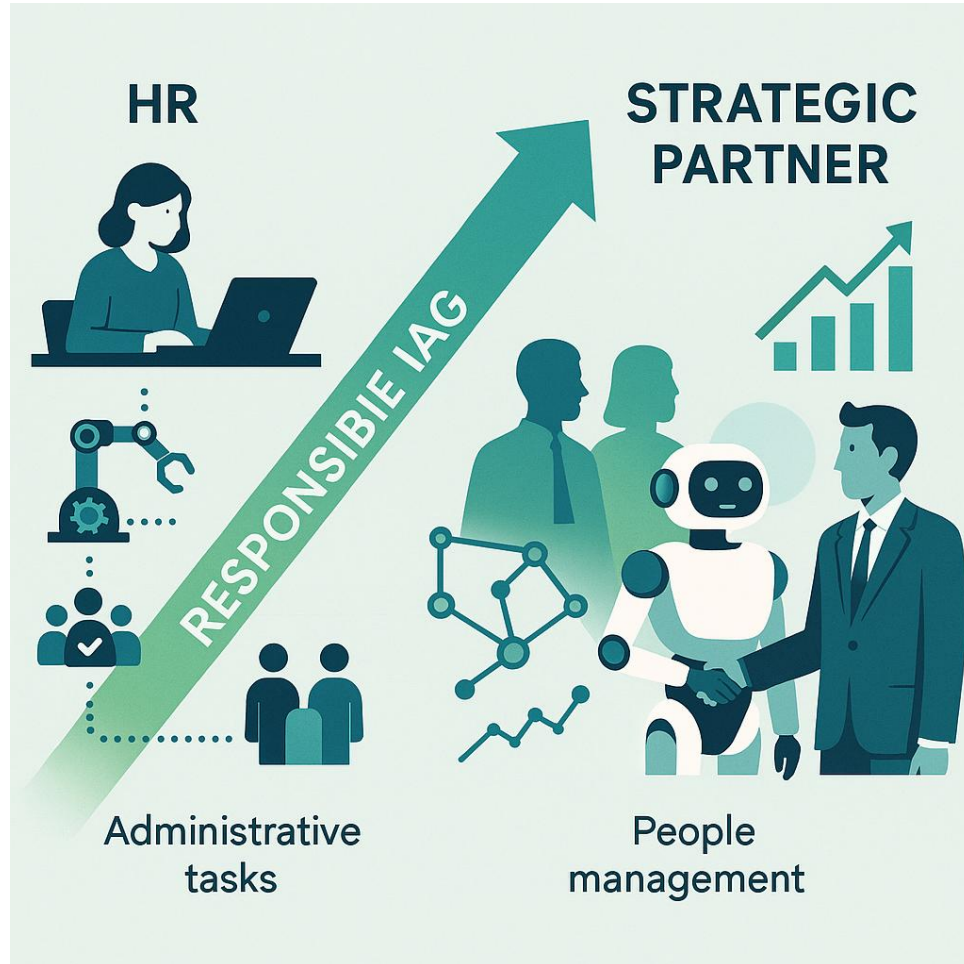 HR
STRATEGIC
PARTNER
RESPONSIBIE IAG
Administrative
tasks
People
management